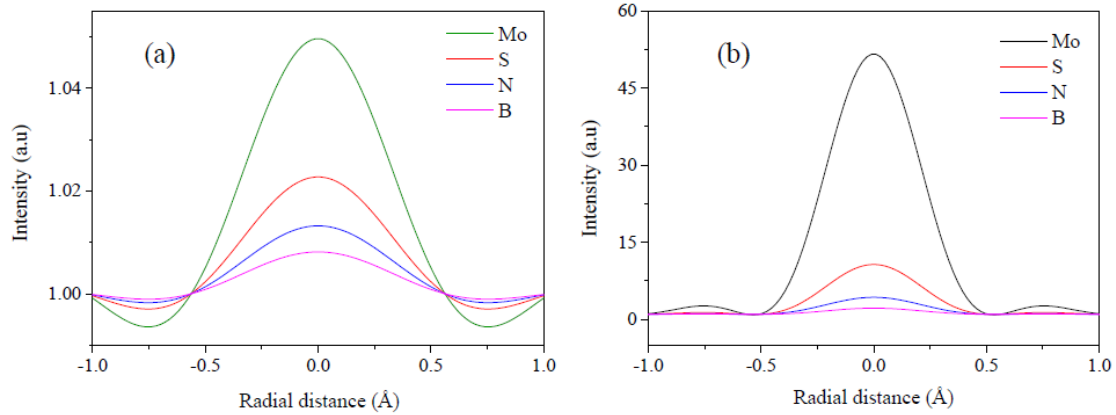 (a)
Mo
S
N
B
Intensity (a.u)
1.04
1.02
1.00
-1.0 -0.5 0.0 0.5 1.0
Radial distance (Å)
(b)
Mo
S
N
B
Intensity (a.u)
60
45
30
15
0
-1.0 -0.5 0.0 0.5 1.0
Radial distance (Å)